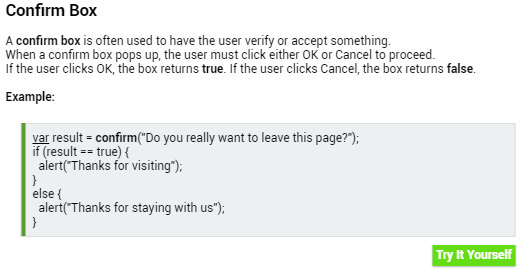 Confirm Box
A confirm box is often used to have the user verify or accept something.
When a confirm box pops up, the user must click either OK or Cancel to proceed.
If the user clicks OK, the box returns true. If the user clicks Cancel, the box returns false.
Example:
var result = confirm("Do you really want to leave this page?");
if (result == true) {
alert("Thanks for visiting");
}
else {
alert("Thanks for staying with us");
}
Try It Yourself